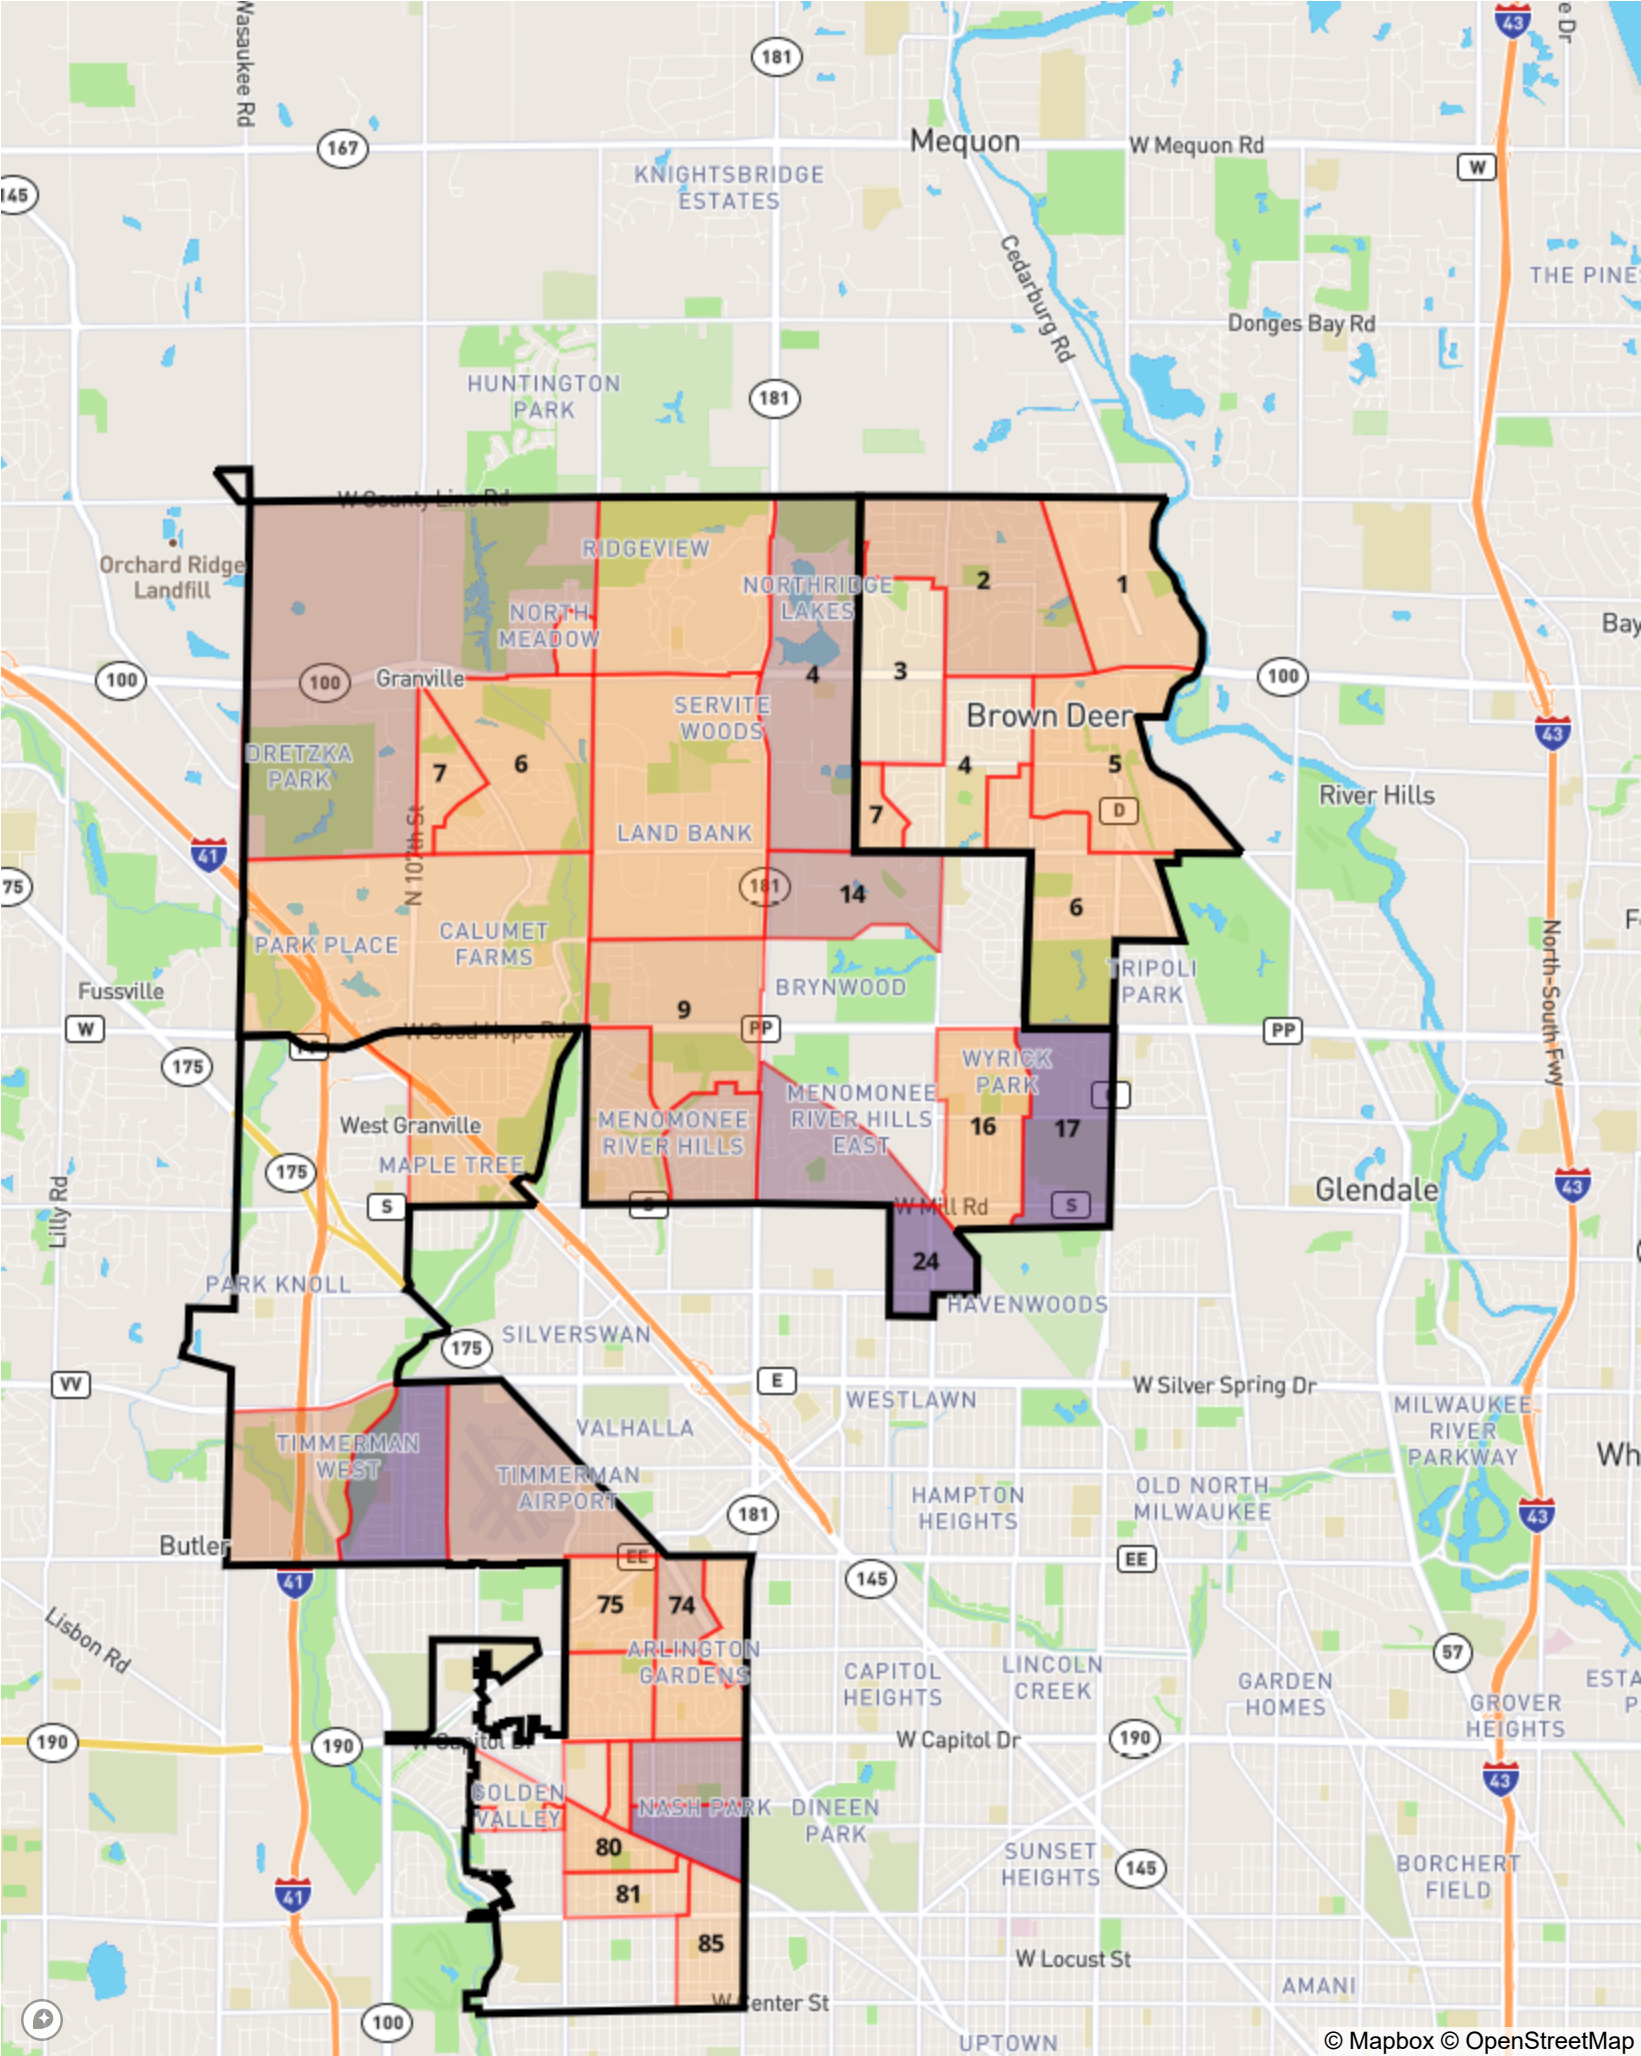 Wasaukee Rd
181
43
e Dr
167
Mequon
W Mequon Rd
W
145
KNIGHTSBRIDGE
ESTATES
Cedarburg Rd
THE PINE
Donges Bay Rd
HUNTINGTON
PARK
181
W County Line Rd
Orchard Ridge
Landfill
RIDGEVIEW
NORTHRIDGE
LAKES
2
1
NORTH
MEADOW
Bay
100
100
Granville
4
3
100
SERVITE
WOODS
Brown Deer
43
DRETZKA
PARK
7
6
4
5
River Hills
7
D
LAND BANK
41
N 107th St
75
181
14
6
PARK PLACE
CALUMET
FARMS
F
North-South Fwy
TRIPOLI
PARK
BRYNWOOD
Fussville
9
W
W Good Hope Rd
PP
PP
PP
175
WYRICK
PARK
MENOMONEE
RIVER HILLS
EAST
West Granville
MENOMONEE
RIVER HILLS
16
17
MAPLE TREE
175
43
Glendale
Lilly Rd
S
S
W Mill Rd
S
24
PARK KNOLL
HAVENWOODS
SILVERSWAN
175
VV
E
W Silver Spring Dr
WESTLAWN
MILWAUKEE
RIVER
PARKWAY
VALHALLA
TIMMERMAN
WEST
Wh
TIMMERMAN
AIRPORT
OLD NORTH
MILWAUKEE
HAMPTON
HEIGHTS
181
43
Butler
EE
EE
41
145
75
74
Lisbon Rd
ARLINGTON
GARDENS
57
CAPITOL
HEIGHTS
LINCOLN
CREEK
GARDEN
HOMES
ESTA
P
GROVER
HEIGHTS
190
190
W Capitol Dr
W Capitol Dr
190
43
GOLDEN
VALLEY
NASH PARK
DINEEN
PARK
80
SUNSET
HEIGHTS
145
BORCHERT
FIELD
41
81
85
W Locust St
AMANI
W Center St
100
UPTOWN
© Mapbox © OpenStreetMap